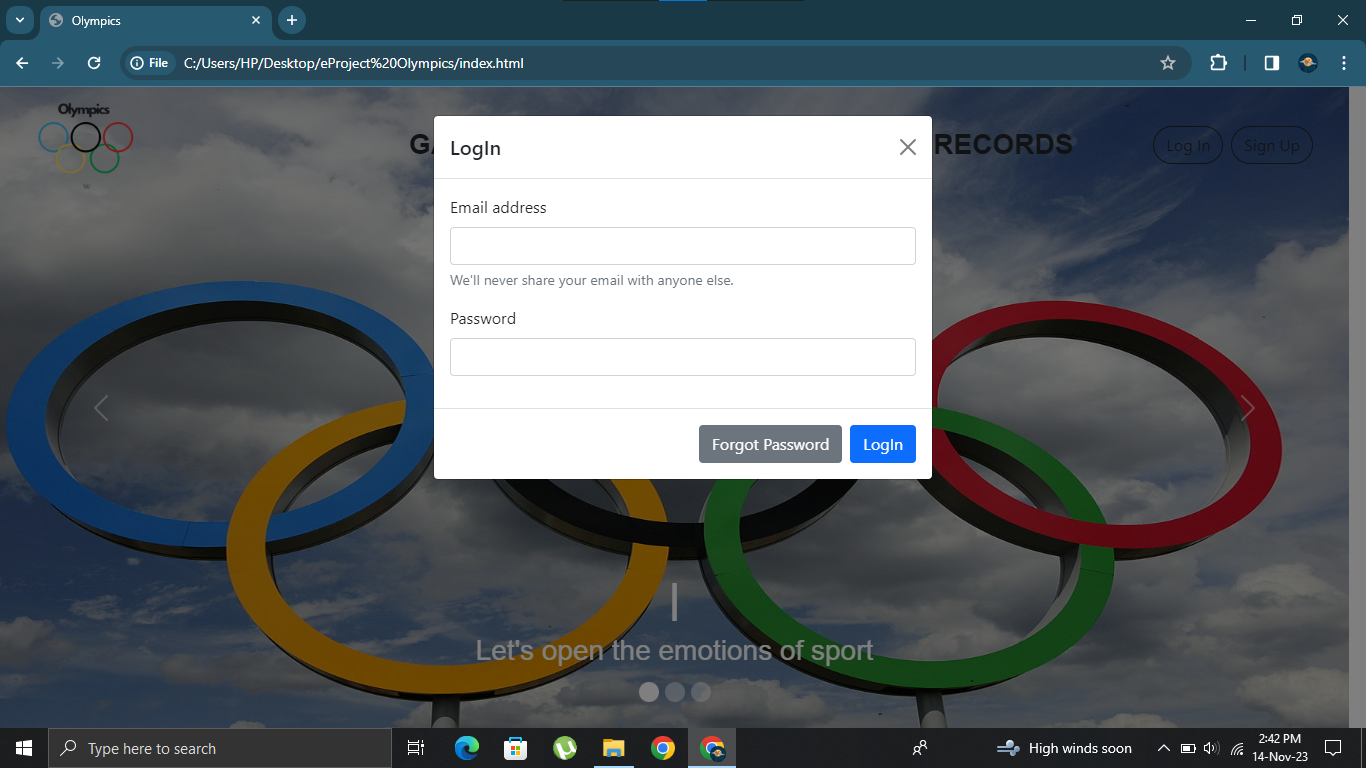 Olympics
File
C:/Users/HP/Desktop/eProject%20Olympics/index.html
Olympics
RECORDS
Log In
Sign Up
LogIn
Email address
We'll never share your email with anyone else.
Password
Forgot Password
LogIn
Let's open the emotions of sport
Type here to search
High winds soon
2:42 PM
14-Nov-23